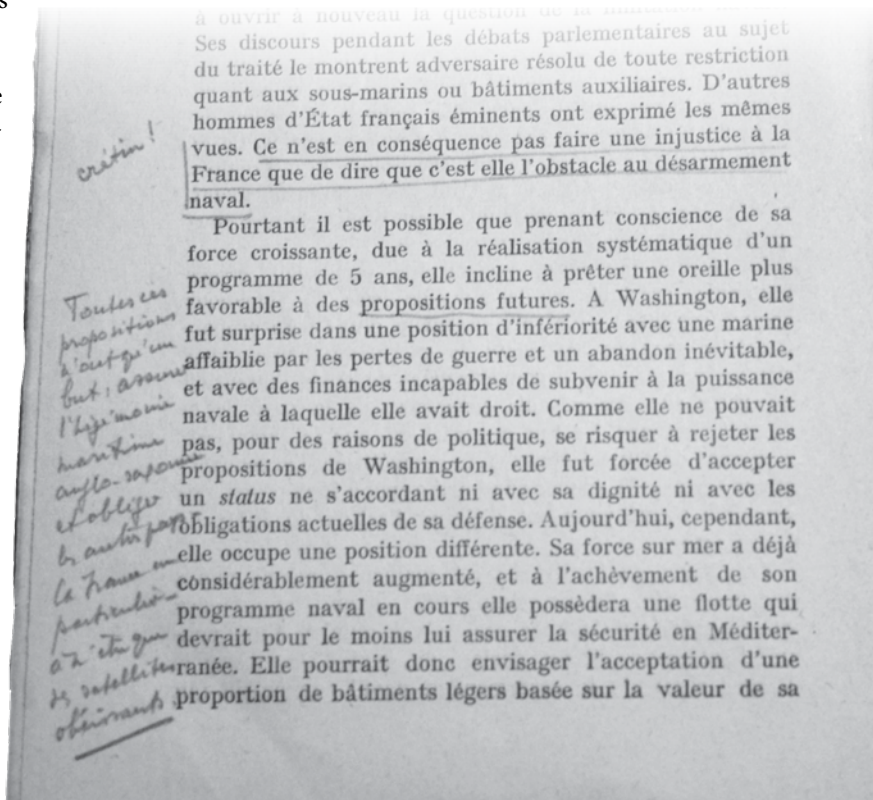 s
e
à ouvrir à nouveau la question de la
Ses discours pendant les débats parlementaires au sujet
du traité le montrent adversaire résolu de toute restriction
quant aux sous-marins ou bâtiments auxiliaires. D'autres
hommes d'État français éminents ont exprimé les mêmes
vues. Ce n'est en conséquence pas faire une injustice à la
France que de dire que c'est elle l'obstacle au désarmement
naval.
Pourtant il est possible que prenant conscience de sa
force croissante, due à la réalisation systématique d'un
programme de 5 ans, elle incline à prêter une oreille plus
favorable à des propositions futures. A Washington, elle
fut surprise dans une position d'infériorité avec une marine
affaiblie par les pertes de guerre et un abandon inévitable,
et avec des finances incapables de subvenir à la puissance
navale à laquelle elle avait droit. Comme elle ne pouvait
pas, pour des raisons de politique, se risquer à rejeter les
propositions de Washington, elle fut forcée d'accepter
un status ne s'accordant ni avec sa dignité ni avec les
obligations actuelles de sa défense. Aujourd'hui, cependant,
elle occupe une position différente. Sa force sur mer a déjà
considérablement augmenté, et à l'achèvement de son
programme naval en cours elle possèdera une flotte qui
devrait pour le moins lui assurer la sécurité en Méditer-
ranée. Elle pourrait donc envisager l'acceptation d'une
proportion de bâtiments légers basée sur la valeur de sa
crétin !
Toutes ces
propositions
n'ont qu'un
but, assurer
l'hégémonie
maritime
anglo-saxonne
et obliger
les autres pays
la France en
particulier
à n'être que
des satellites
obéissants